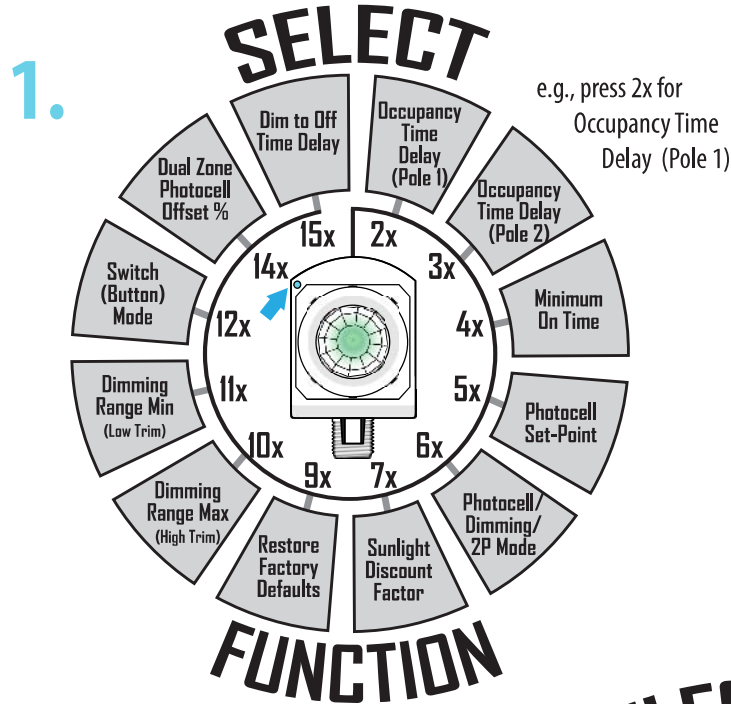 SELECT
1.
e.g., press 2x for
Occupancy Time
Delay (Pole 1)
Dim to Off
Time Delay
Occupancy
Time
Delay
(Pole 1)
Occupancy
Time Delay
(Pole 2)
Minimum
On Time
Photocell
Set-Point
Photocell/
Dimming/
2P Mode
Sunlight
Discount
Factor
Restore
Factory
Defaults
Dimming
Range Max
(High Trim)
Dimming
Range Min
(Low Trim)
Switch
(Button)
Mode
Dual Zone
Photocell
Offset %
15x
2x
3x
4x
5x
6x
7x
9x
10x
11x
12x
14x
FUNCTION